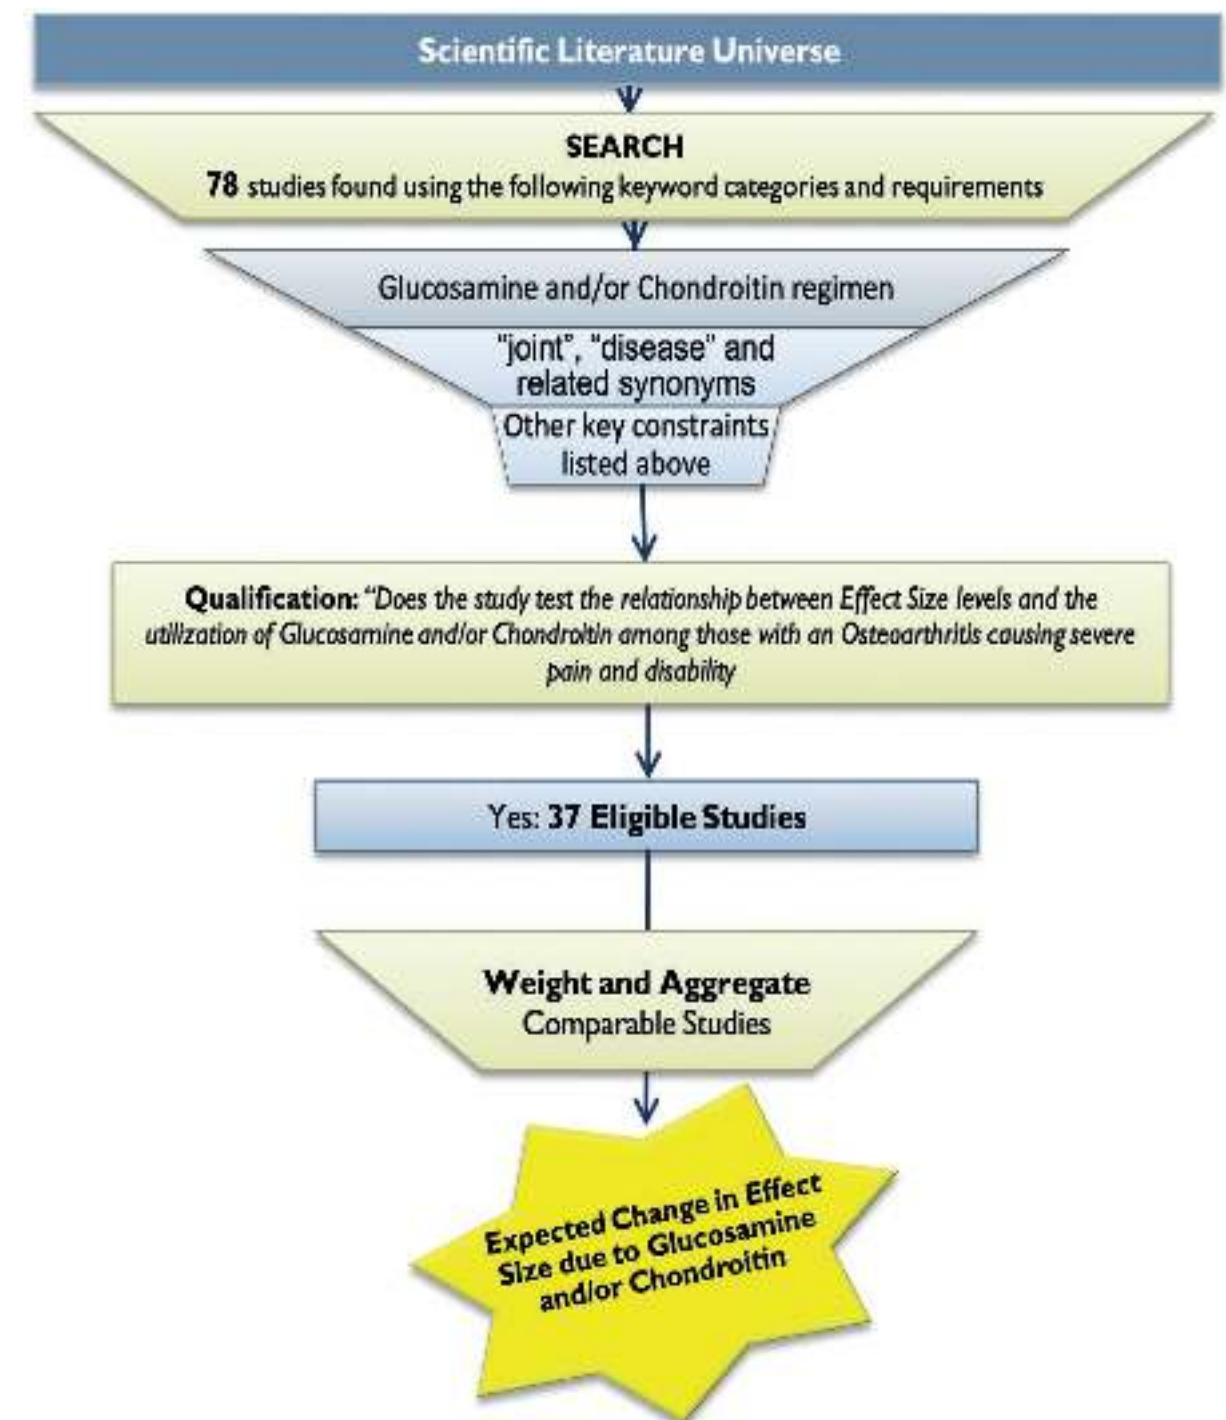 Scientific Literature Universe
SEARCH
78 studies found using the following keyword categories and requirements
Glucosamine and/or Chondroitin regimen
"joint", "disease" and
related synonyms
Other key constraints
listed above
Qualification: "Does the study test the relationship between Effect Size levels and the
utilization of Glucosamine and/or Chondroitin among those with an Osteoarthritis causing severe
pain and disability
Yes: 37 Eligible Studies
Weight and Aggregate
Comparable Studies
Expected Change in Effect
Size due to Glucosamine
and/or Chondroitin